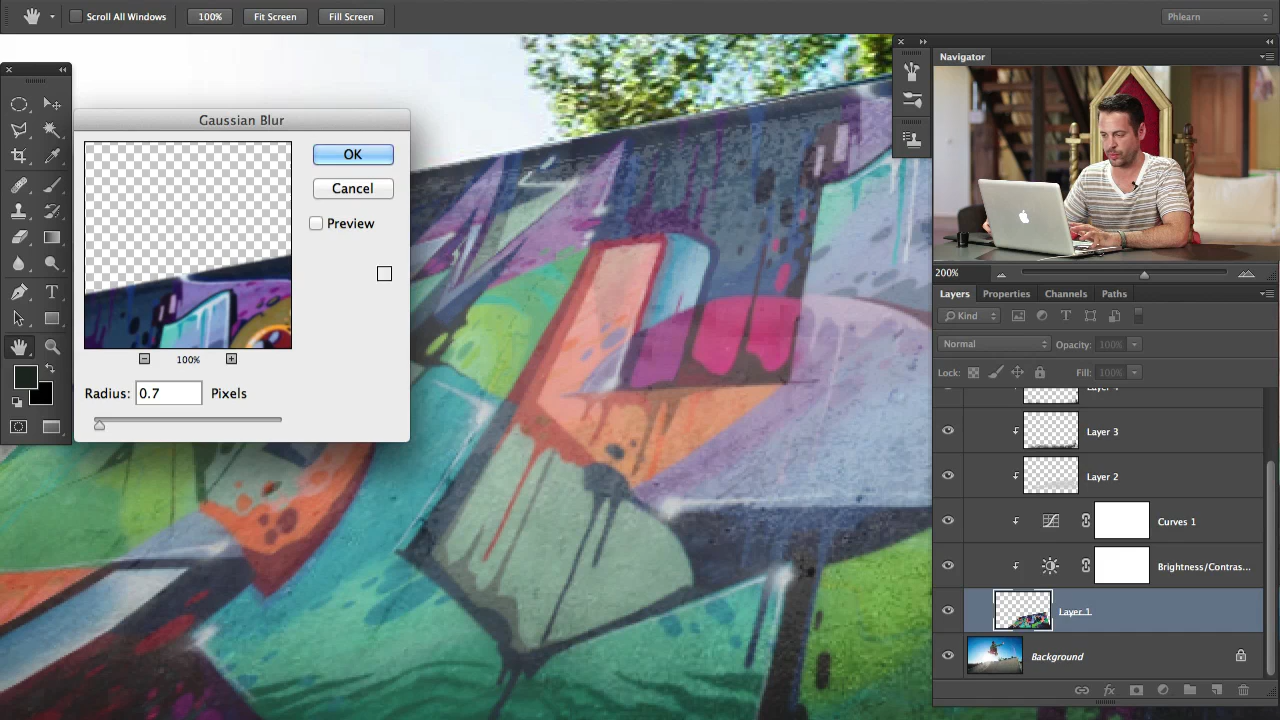 Scroll All Windows
100%
Fit Screen
Fill Screen
Phlearn
Gaussian Blur
OK
Cancel
Preview
100%
Radius: 0.7 Pixels
T
Navigator
200%
Layers
Properties
Channels
Paths
Kind
T
Normal
Opacity: 100%
Lock:
Fill: 100%
Layer 3
Layer 2
Curves 1
Brightness/Contras...
Layer 1
Background
fx